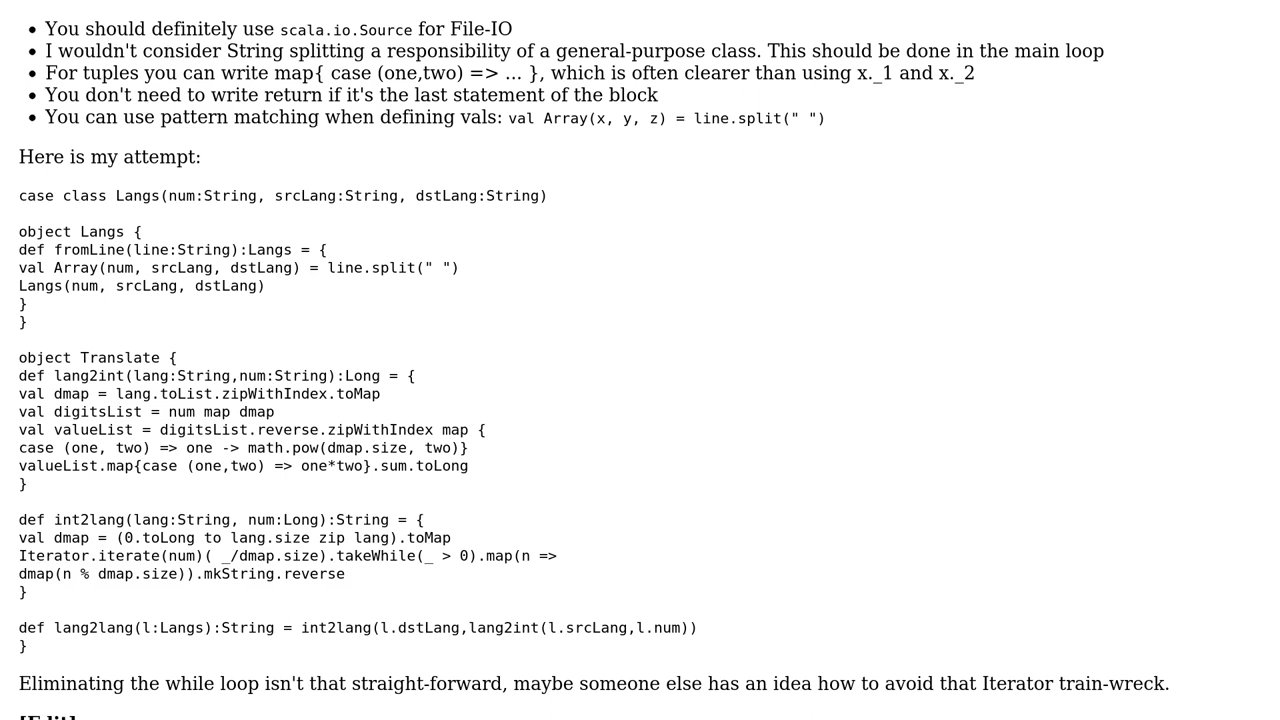 • You should definitely use scala.io.Source for File-IO
• I wouldn't consider String splitting a responsibility of a general-purpose class. This should be done in the main loop
• For tuples you can write map{ case (one,two) => ... }, which is often clearer than using x._1 and x._2
• You don't need to write return if it's the last statement of the block
• You can use pattern matching when defining vals: val Array(x, y, z) = line.split(" ")
Here is my attempt:
case class Langs(num:String, srcLang:String, dstLang:String)
object Langs {
def fromLine(line:String):Langs = {
val Array(num, srcLang, dstLang) = line.split(" ")
Langs(num, srcLang, dstLang)
}
}
object Translate {
def lang2int(lang:String,num:String):Long = {
val dmap = lang.toList.zipWithIndex.toMap
val digitsList = num map dmap
val valueList = digitsList.reverse.zipWithIndex map {
case (one, two) => one -> math.pow(dmap.size, two)}
valueList.map{case (one,two) => one*two}.sum.toLong
}
def int2lang(lang:String, num:Long):String = {
val dmap = (0.toLong to lang.size zip lang).toMap
Iterator.iterate(num)( _/dmap.size).takeWhile(_ > 0).map(n =>
dmap(n % dmap.size)).mkString.reverse
}
def lang2lang(l:Langs):String = int2lang(l.dstLang,lang2int(l.srcLang,l.num))
}
Eliminating the while loop isn't that straight-forward, maybe someone else has an idea how to avoid that Iterator train-wreck.
[Edit]